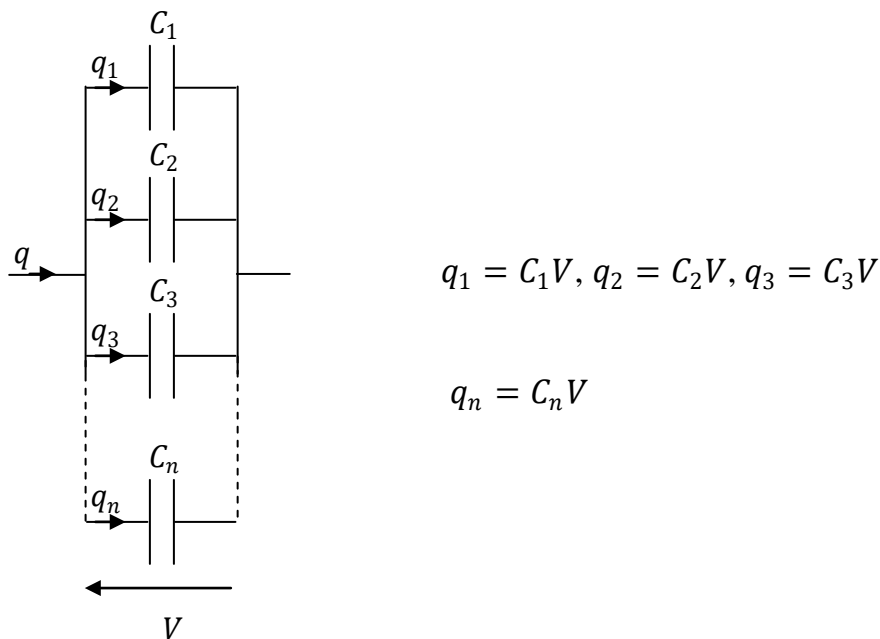 C₁
q₁
C₂
q₂
q
C₃
q₁ = C₁V, q₂ = C₂V, q₃ = C₃V
q₃
qₙ = CₙV
Cₙ
qₙ
V